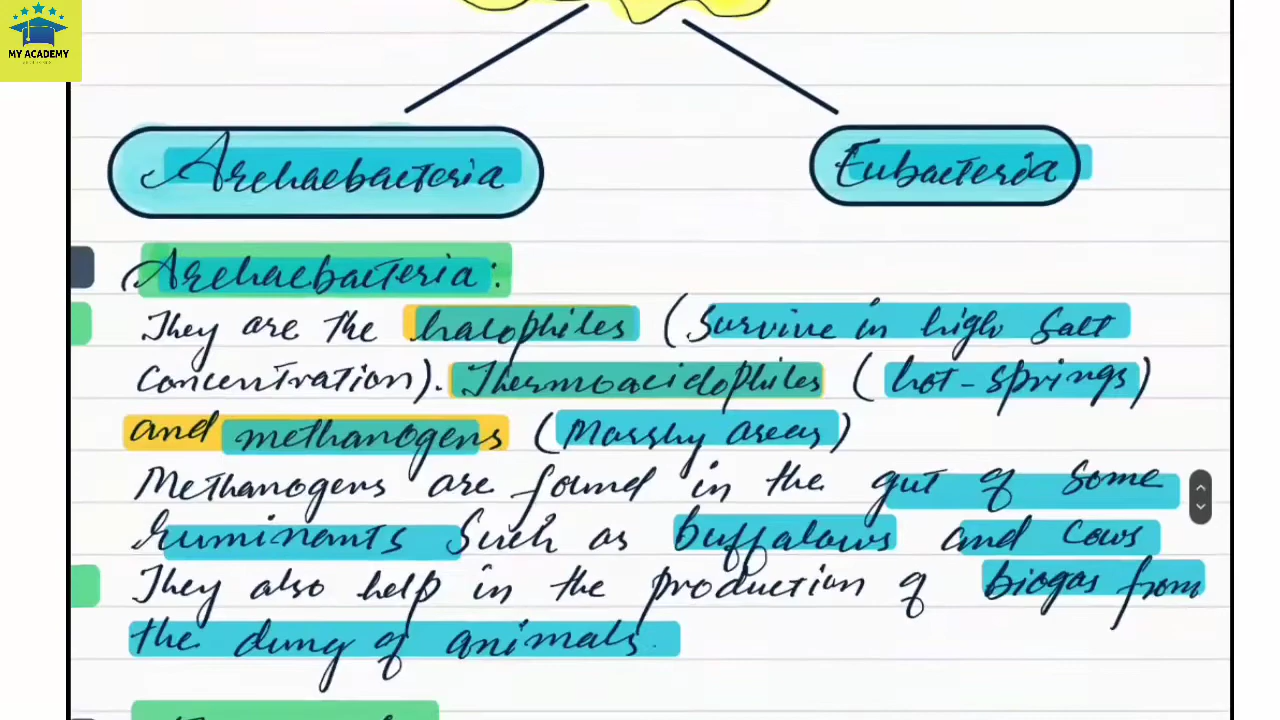 MY ACADEMY
Archaebacteria
Eubacteria
Archaebacteria:
They are the halophiles (Survive in high Salt
Concentration). Thermoacidophiles (hot-springs)
and methanogens (Marshy areas)
Methanogens are found in the gut of Some
ruminants Such as buffalows and cows
They also help in the production of biogas from
the dung of animals.